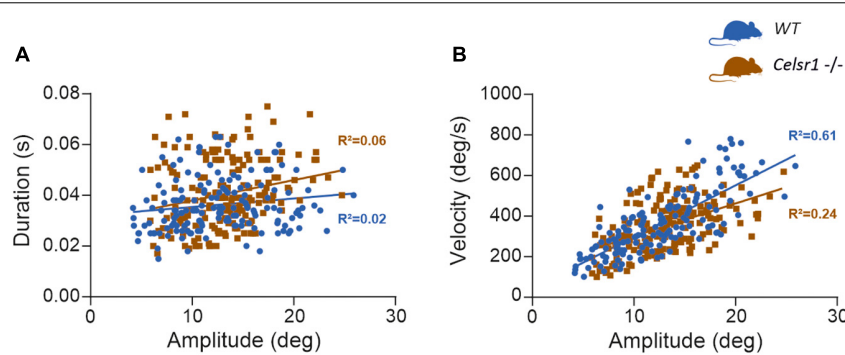 WT
Celsr1 -/-
A
B
0.08
0.06
0.04
0.02
0.00
Duration (s)
R²=0.06
R²=0.02
0
10
20
30
Amplitude (deg)
1000
800
600
400
200
0
Velocity (deg/s)
R²=0.61
R²=0.24
0
10
20
30
Amplitude (deg)